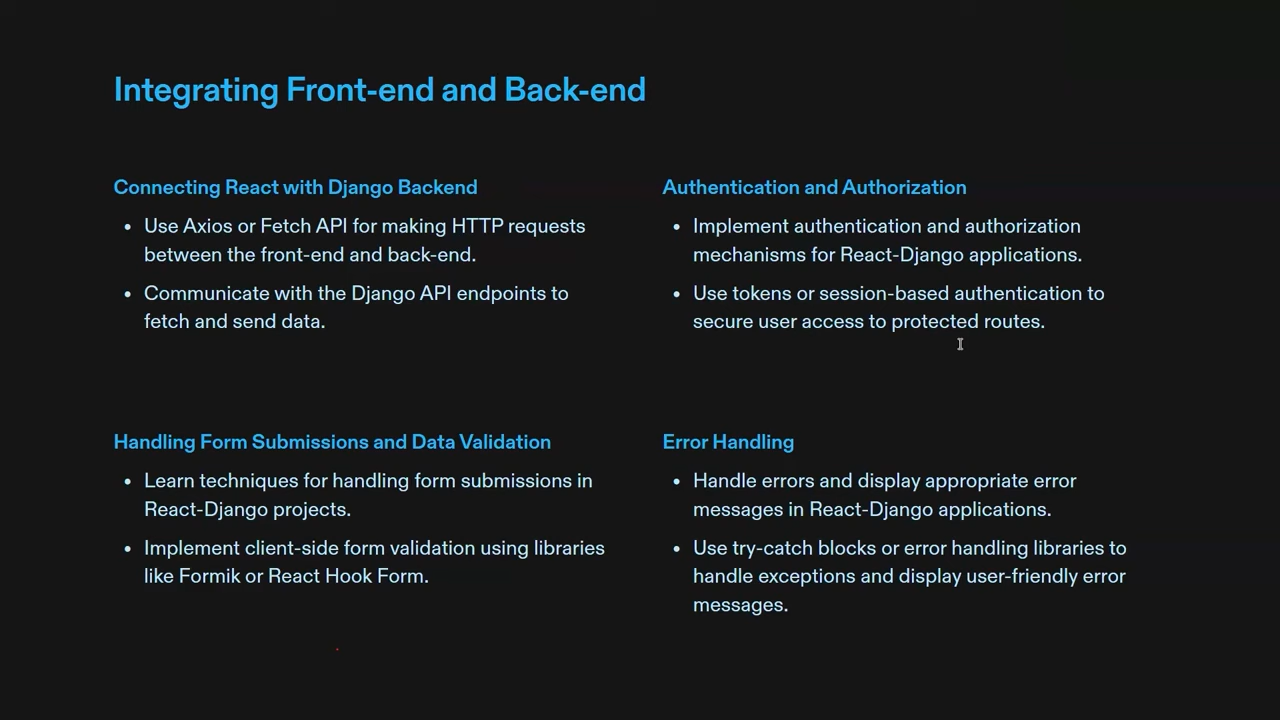 Integrating Front-end and Back-end
Connecting React with Django Backend
• Use Axios or Fetch API for making HTTP requests
between the front-end and back-end.
• Communicate with the Django API endpoints to
fetch and send data.
Authentication and Authorization
• Implement authentication and authorization
mechanisms for React-Django applications.
• Use tokens or session-based authentication to
secure user access to protected routes.
Handling Form Submissions and Data Validation
• Learn techniques for handling form submissions in
React-Django projects.
• Implement client-side form validation using libraries
like Formik or React Hook Form.
Error Handling
• Handle errors and display appropriate error
messages in React-Django applications.
• Use try-catch blocks or error handling libraries to
handle exceptions and display user-friendly error
messages.